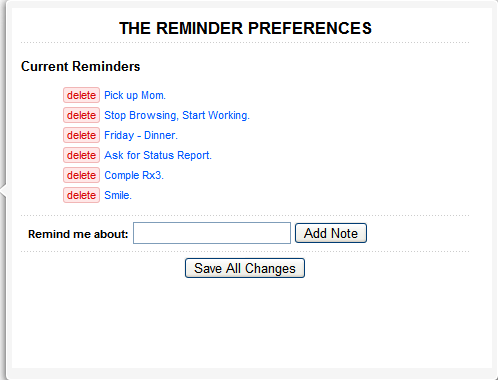 THE REMINDER PREFERENCES
Current Reminders
delete Pick up Mom.
delete Stop Browsing, Start Working.
delete Friday - Dinner.
delete Ask for Status Report.
delete Comple Rx3.
delete Smile.
Remind me about: Add Note
Save All Changes